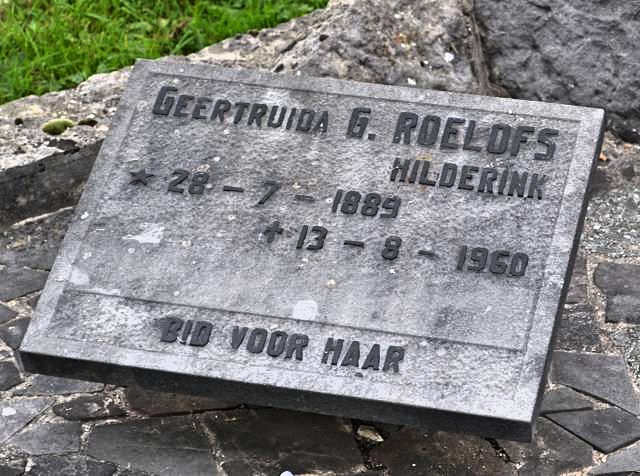 GEERTRUIDA G. ROELOFS
HILDERINK
★ 28 - 7 - 1889
✝ 13 - 8 - 1960
BID VOOR HAAR